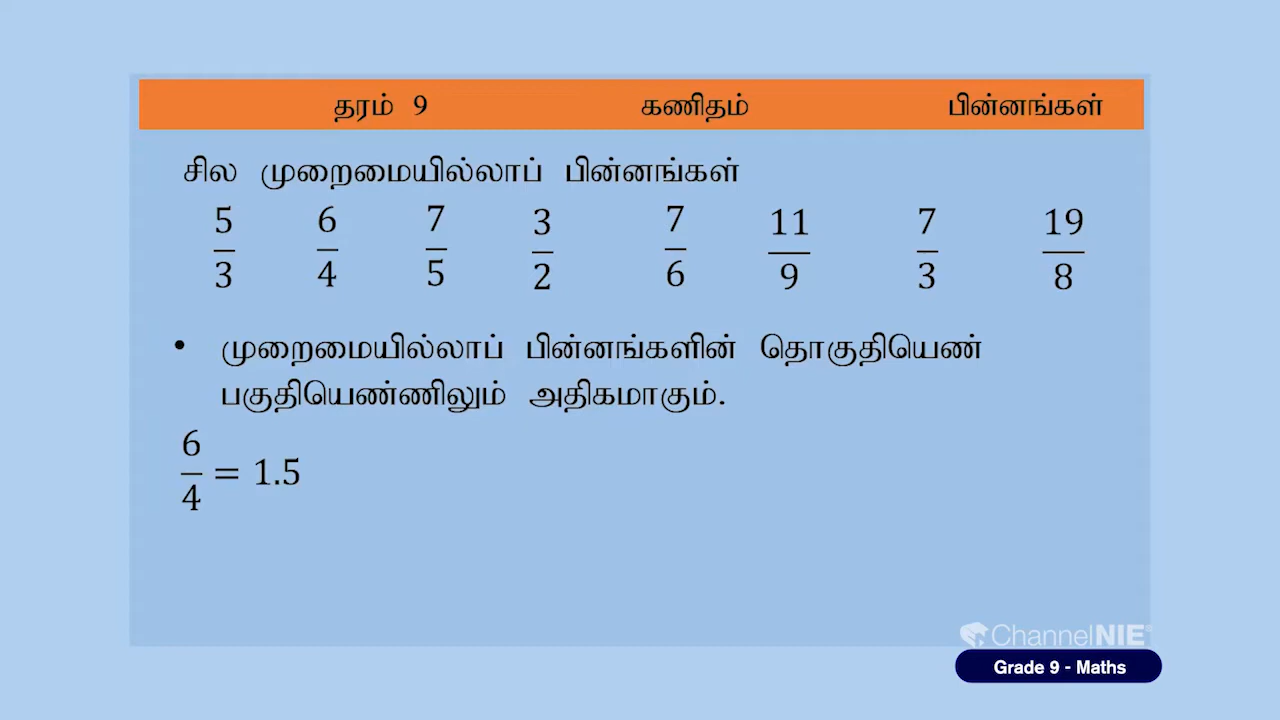 தரம் 9 கணிதம் பின்னங்கள்
சில முறைமையில்லாப் பின்னங்கள்
5/3 6/4 7/5 3/2 7/6 11/9 7/3 19/8
• முறைமையில்லாப் பின்னங்களின் தொகுதியெண்
பகுதியெண்ணிலும் அதிகமாகும்.
6/4 = 1.5
ChannelNIE
Grade 9 - Maths